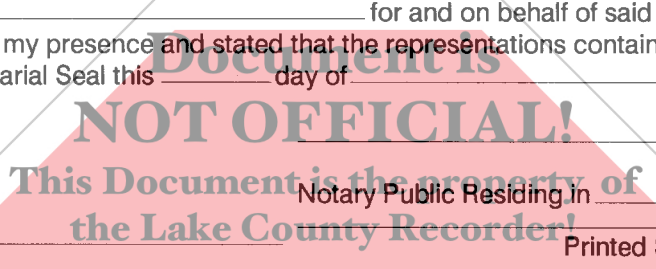 for and on behalf of said
my presence and stated that the representations contain
Document is
arial Seal this ________ day of
NOT OFFICIAL!
This Document is the property of
Notary Public Residing in
the Lake County Recorder!
Printed S